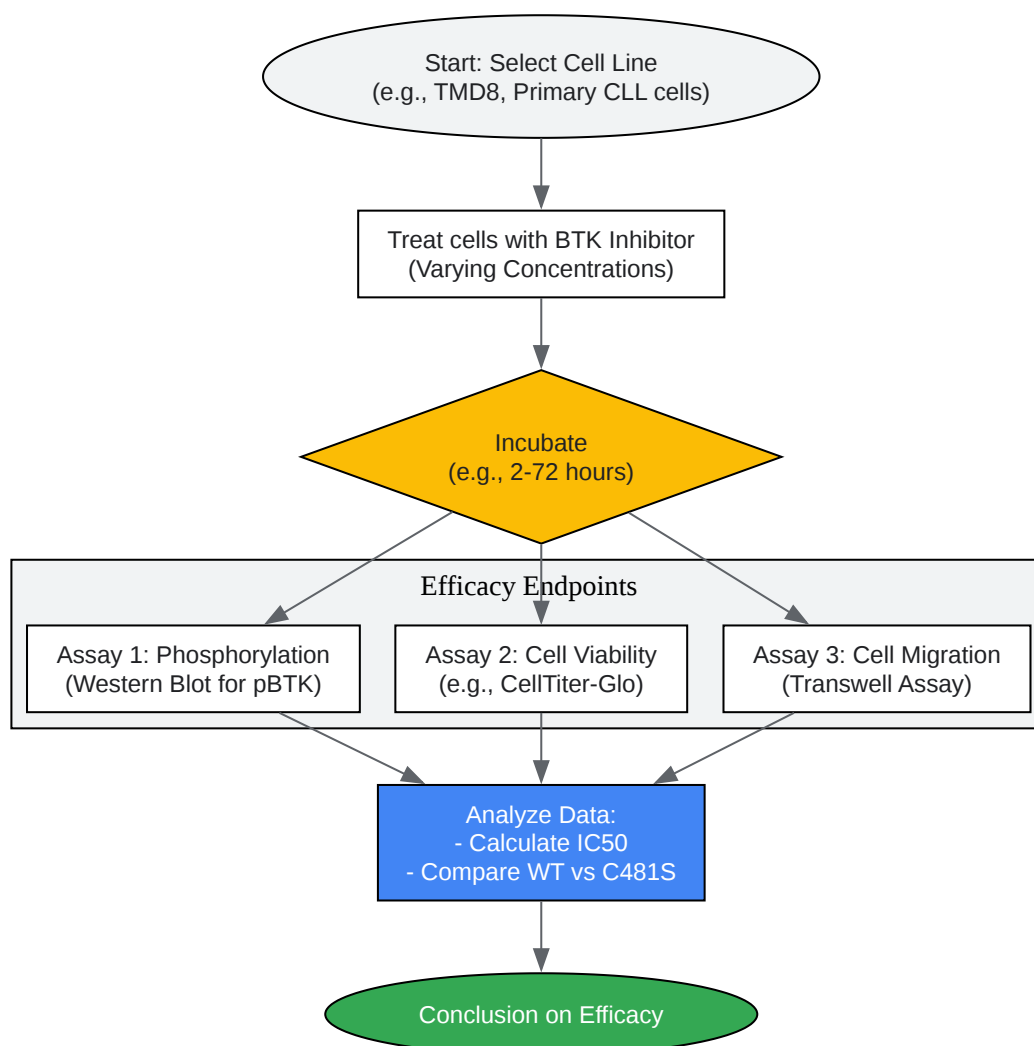 Start: Select Cell Line
(e.g., TMD8, Primary CLL cells)
Treat cells with BTK Inhibitor
(Varying Concentrations)
Incubate
(e.g., 2-72 hours)
Efficacy Endpoints
Assay 1: Phosphorylation
(Western Blot for pBTK)
Assay 2: Cell Viability
(e.g., CellTiter-Glo)
Assay 3: Cell Migration
(Transwell Assay)
Analyze Data:
- Calculate IC50
- Compare WT vs C481S
Conclusion on Efficacy